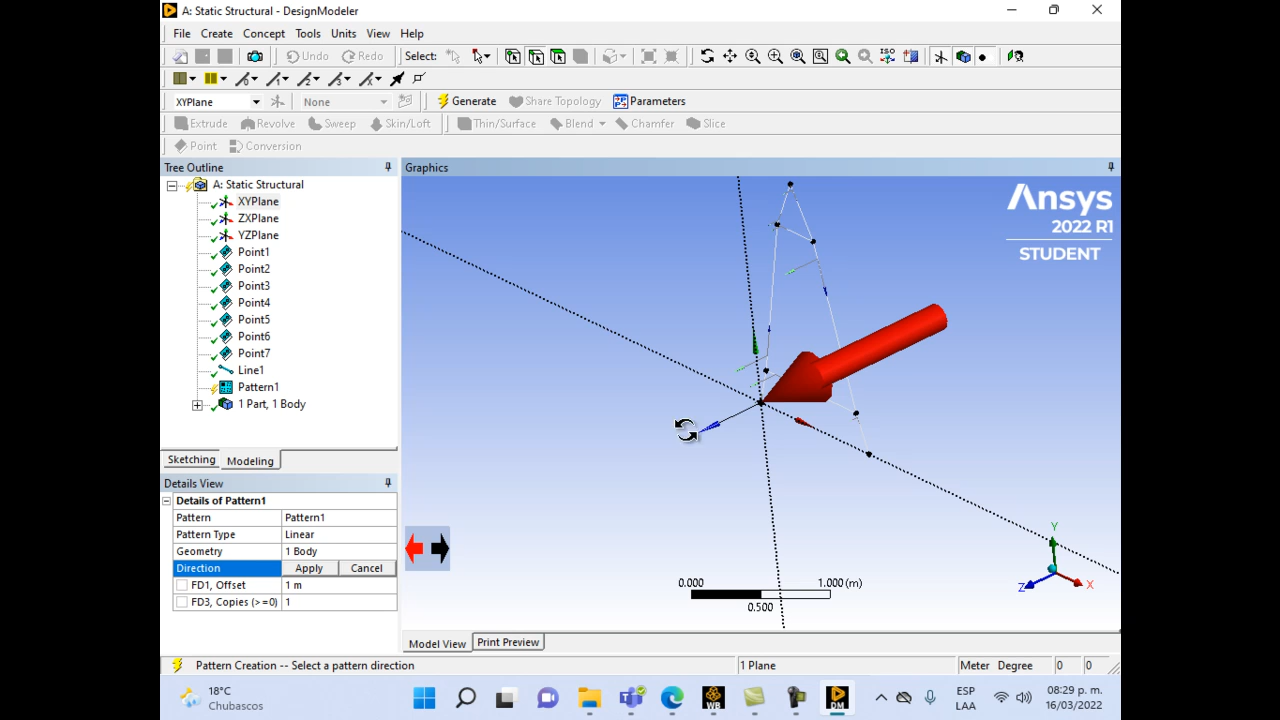 A: Static Structural - DesignModeler
File Create Concept Tools Units View Help
Undo Redo Select:
XYPlane None Generate Share Topology Parameters
Extrude Revolve Sweep Skin/Loft Thin/Surface Blend Chamfer Slice
Point Conversion
Tree Outline
A: Static Structural
XYPlane
ZXPlane
YZPlane
Point1
Point2
Point3
Point4
Point5
Point6
Point7
Line1
Pattern1
1 Part, 1 Body
Sketching Modeling
Details View
Details of Pattern1
Pattern Pattern1
Pattern Type Linear
Geometry 1 Body
Direction Apply Cancel
FD1, Offset 1 m
FD3, Copies (>=0) 1
Graphics
Ansys
2022 R1
STUDENT
0.000 1.000 (m)
0.500
Y
Z X
Model View Print Preview
Pattern Creation -- Select a pattern direction 1 Plane Meter Degree 0 0
18°C
Chubascos
WB
DM
ESP
LAA
08:29 p. m.
16/03/2022